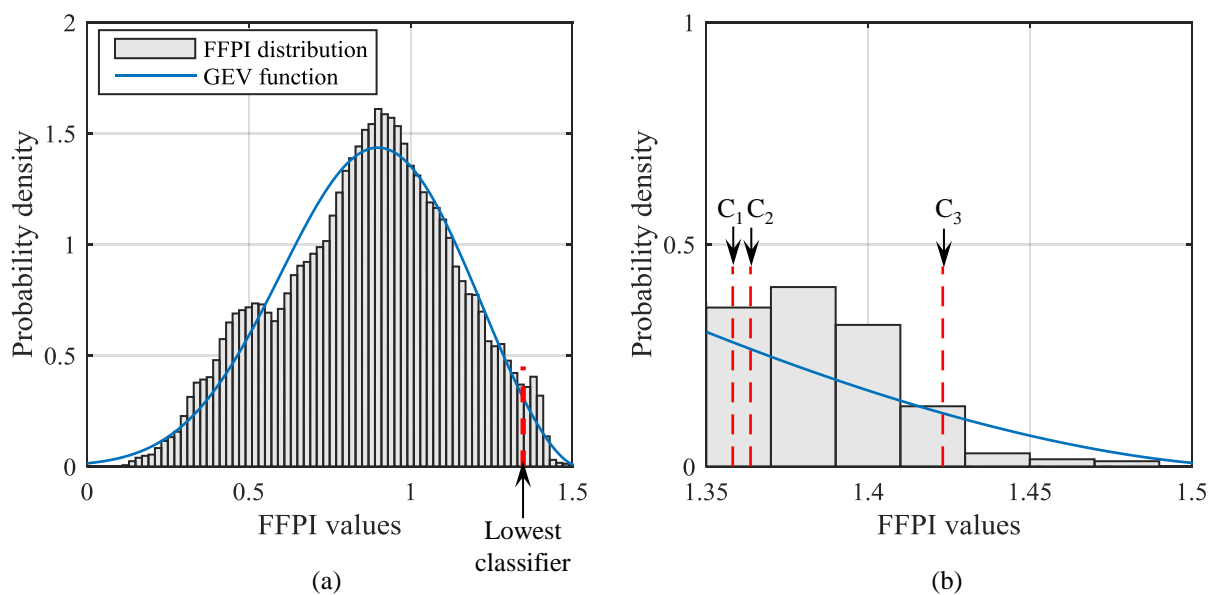 2
1.5
1
0.5
0
0
0.5
1
1.5
Probability density
FFPI values
FFPI distribution
GEV function
Lowest
classifier
(a)
1
0.5
0
1.35
1.4
1.45
1.5
Probability density
FFPI values
C1 C2
C3
(b)